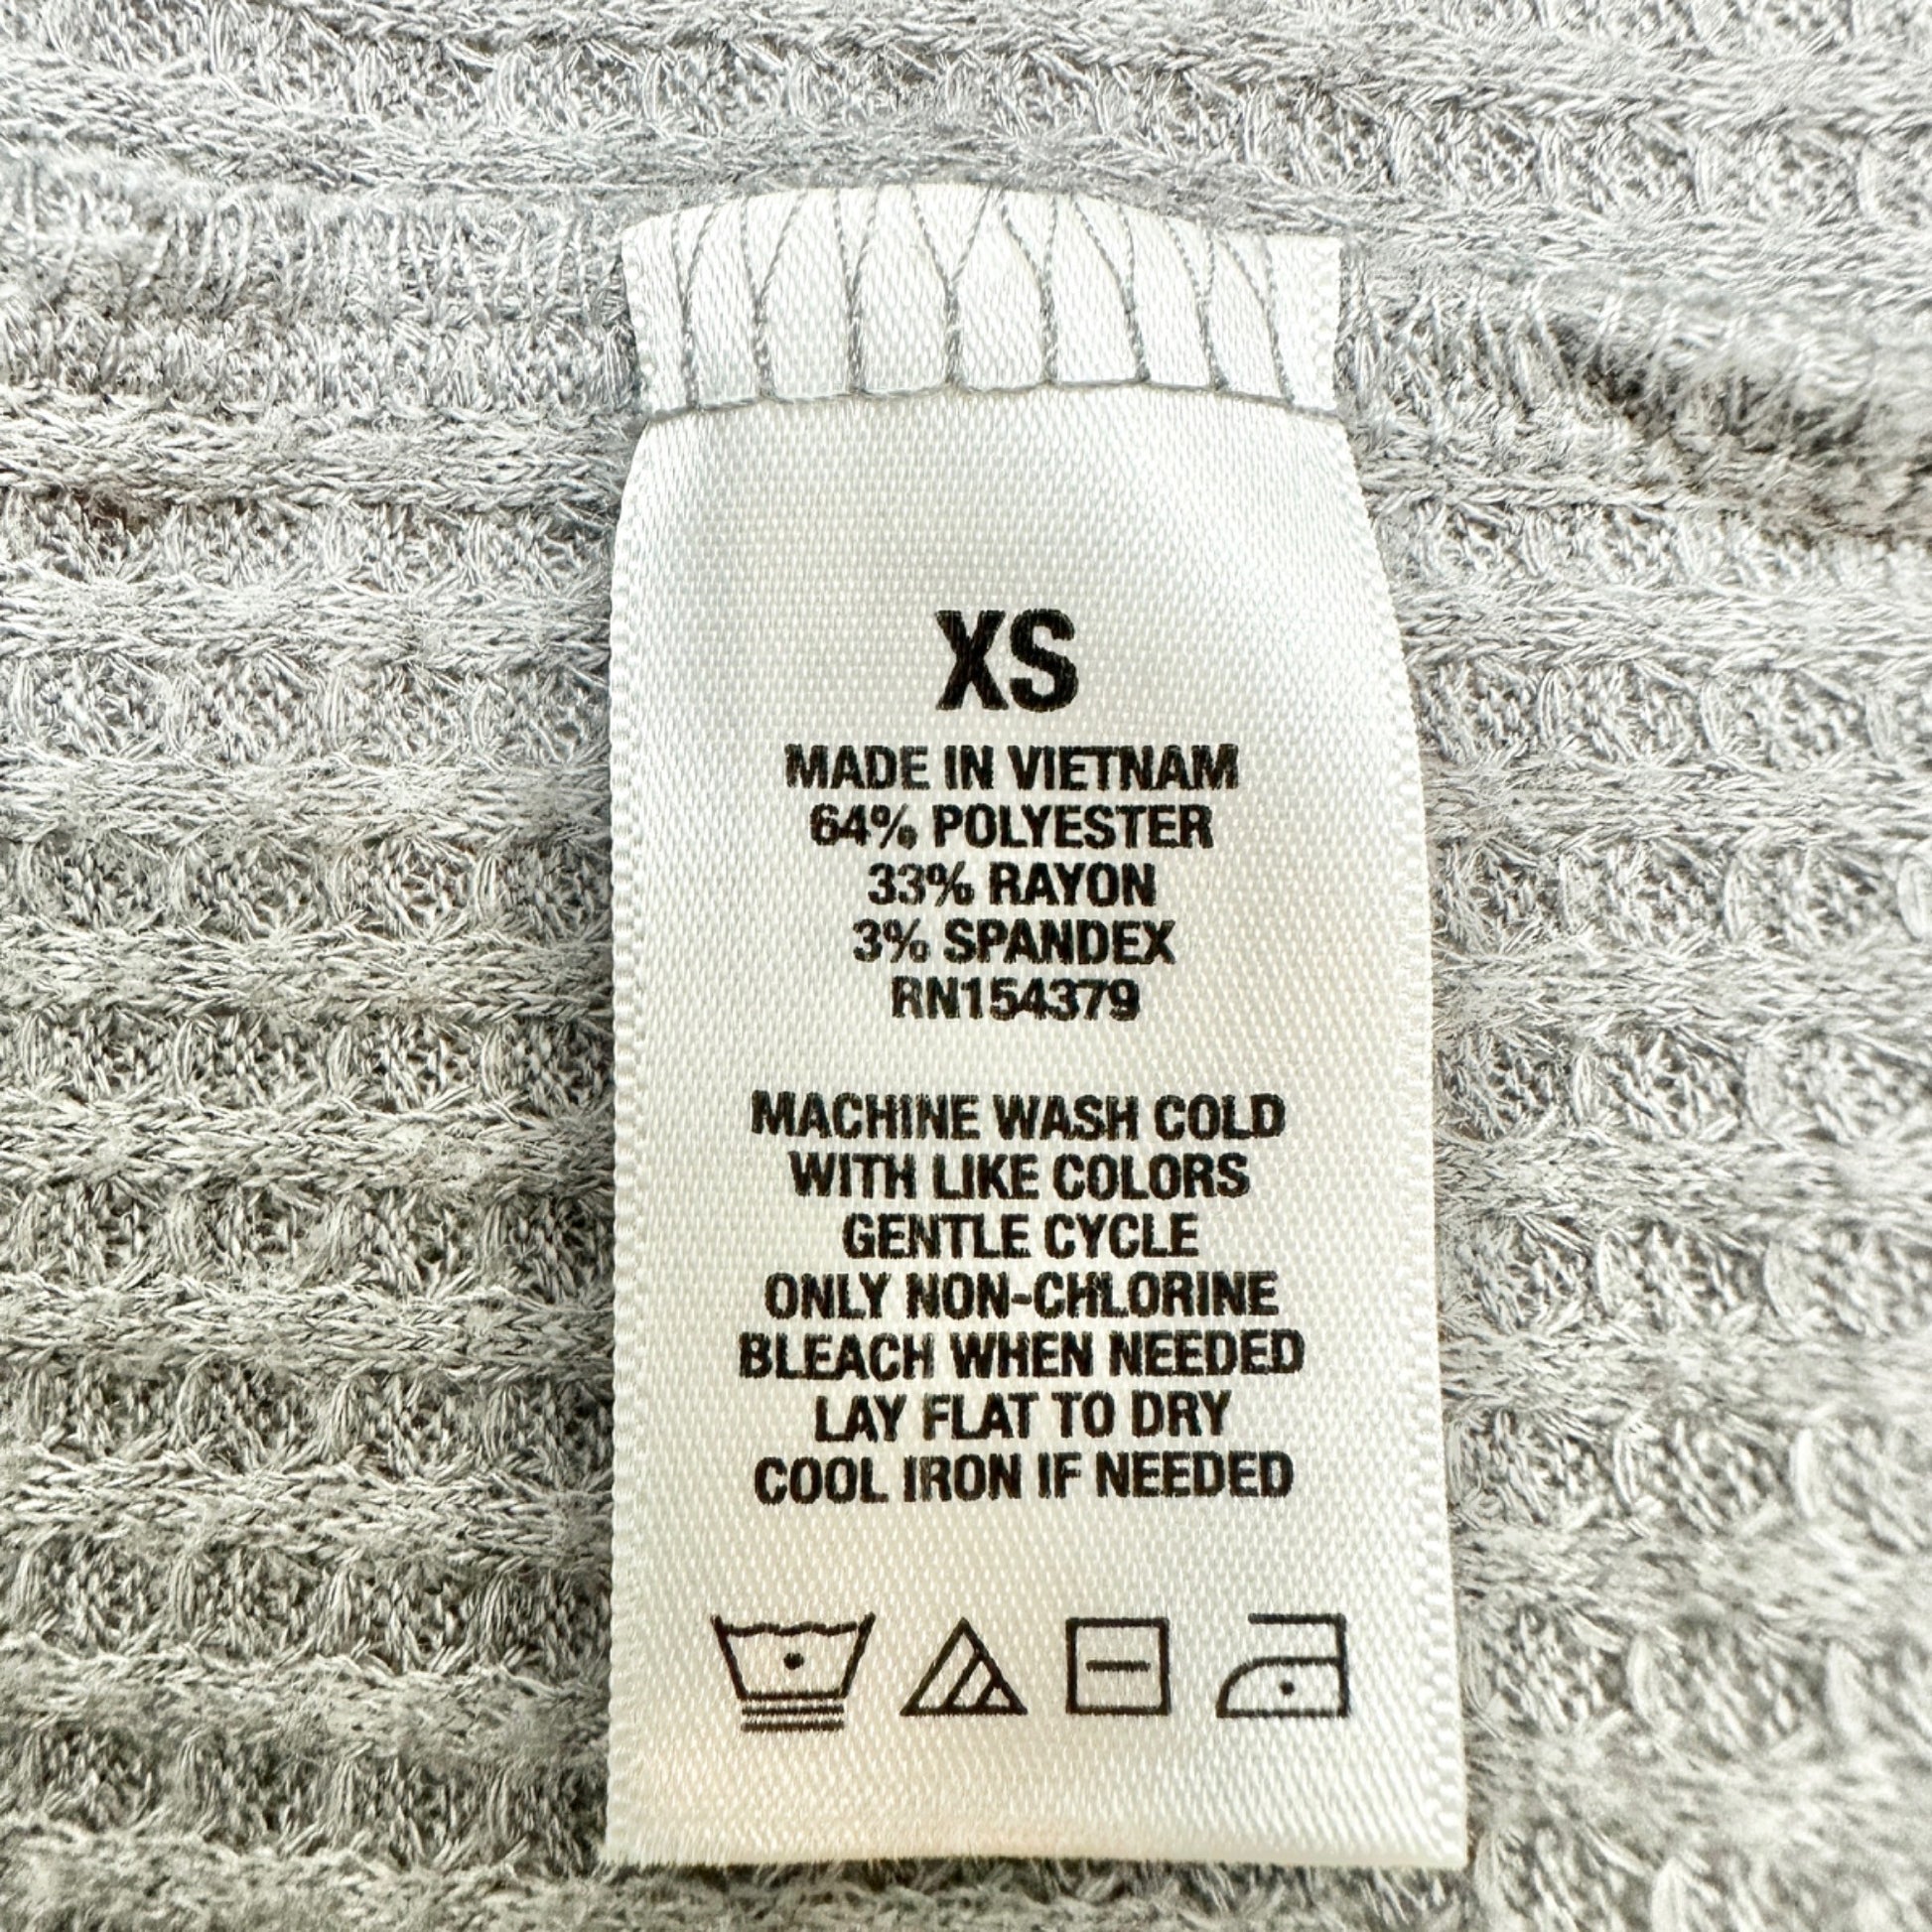 XS
MADE IN VIETNAM
64% POLYESTER
33% RAYON
3% SPANDEX
RN154379
MACHINE WASH COLD
WITH LIKE COLORS
GENTLE CYCLE
ONLY NON-CHLORINE
BLEACH WHEN NEEDED
LAY FLAT TO DRY
COOL IRON IF NEEDED